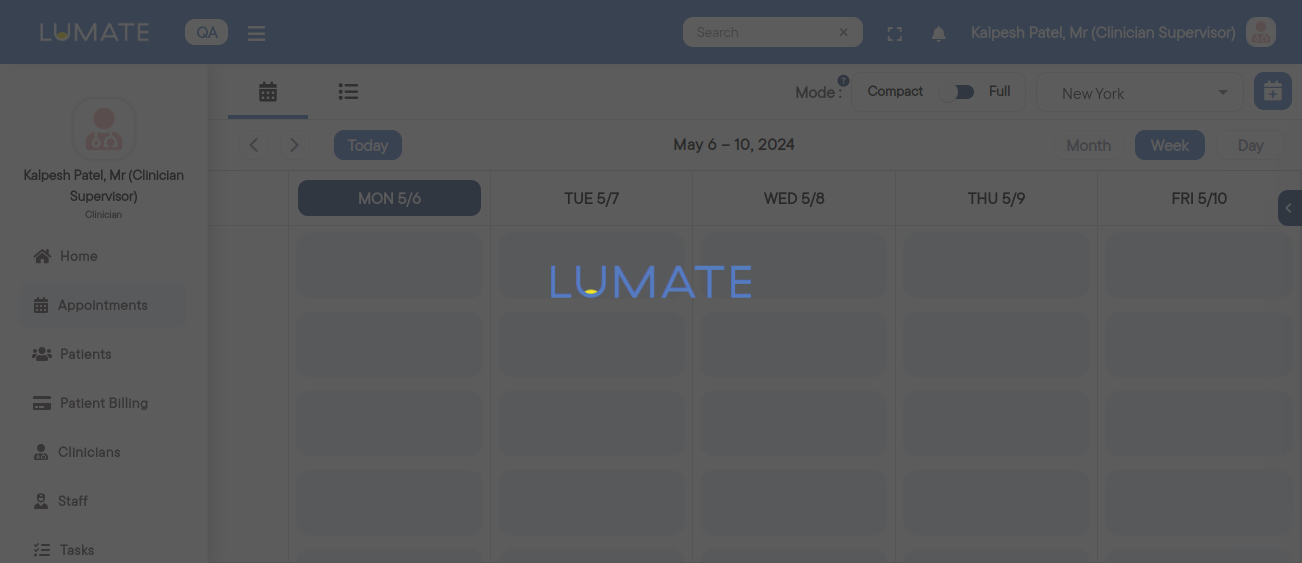 LUMATE
QA
Search
Kalpesh Patel, Mr (Clinician Supervisor)
Mode :
?
Compact
Full
New York
Kalpesh Patel, Mr (Clinician
Supervisor)
Clinician
Today
May 6 – 10, 2024
Month
Week
Day
MON 5/6
TUE 5/7
WED 5/8
THU 5/9
FRI 5/10
Home
Appointments
Patients
Patient Billing
Clinicians
Staff
Tasks
LUMATE